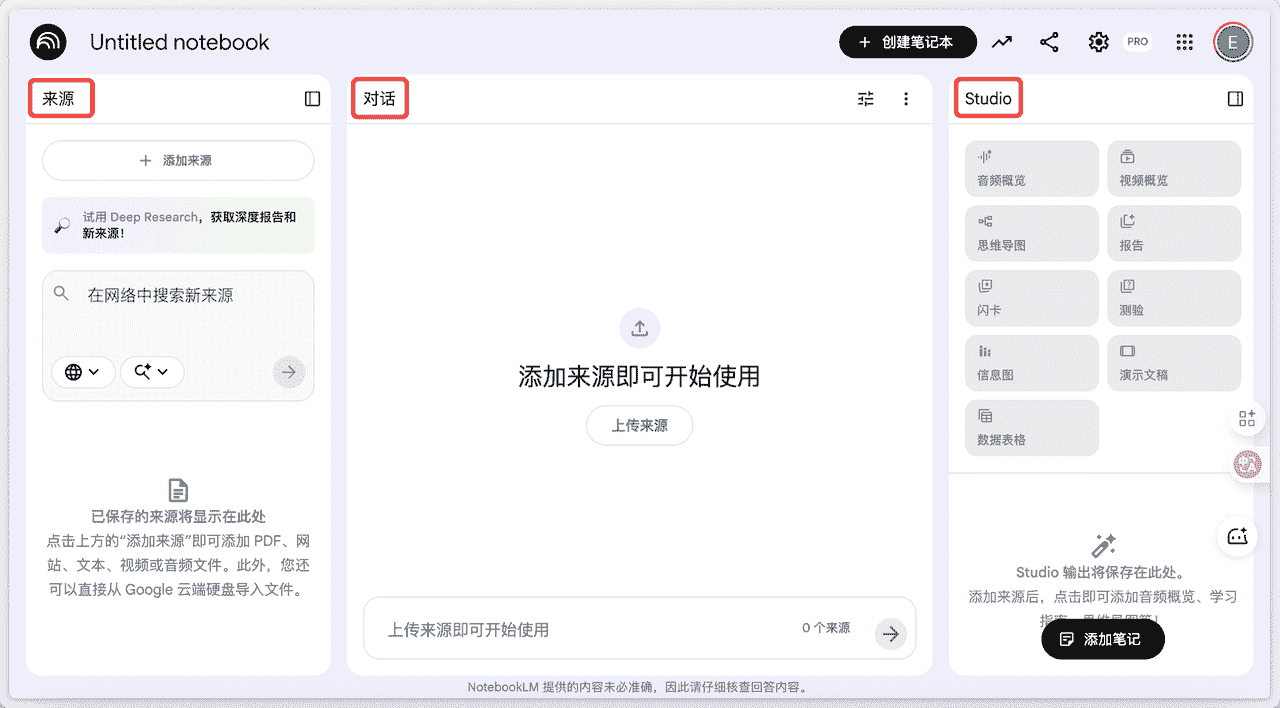 Untitled notebook
创建笔记本
PRO
E
来源
添加来源
试用 Deep Research，获取深度报告和
新来源！
在网络中搜索新来源
已保存的来源将显示在此处
点击上方的“添加来源”即可添加 PDF、网
站、文本、视频或音频文件。此外，您还
可以直接从 Google 云端硬盘导入文件。
对话
添加来源即可开始使用
上传来源
上传来源即可开始使用
0 个来源
Studio
音频概览
视频概览
思维导图
报告
闪卡
测验
信息图
演示文稿
数据表格
Studio 输出将保存在此处。
添加来源后，点击即可添加音频概览、学习
添加笔记
NotebookLM 提供的内容未必准确，因此请仔细核查回答内容。